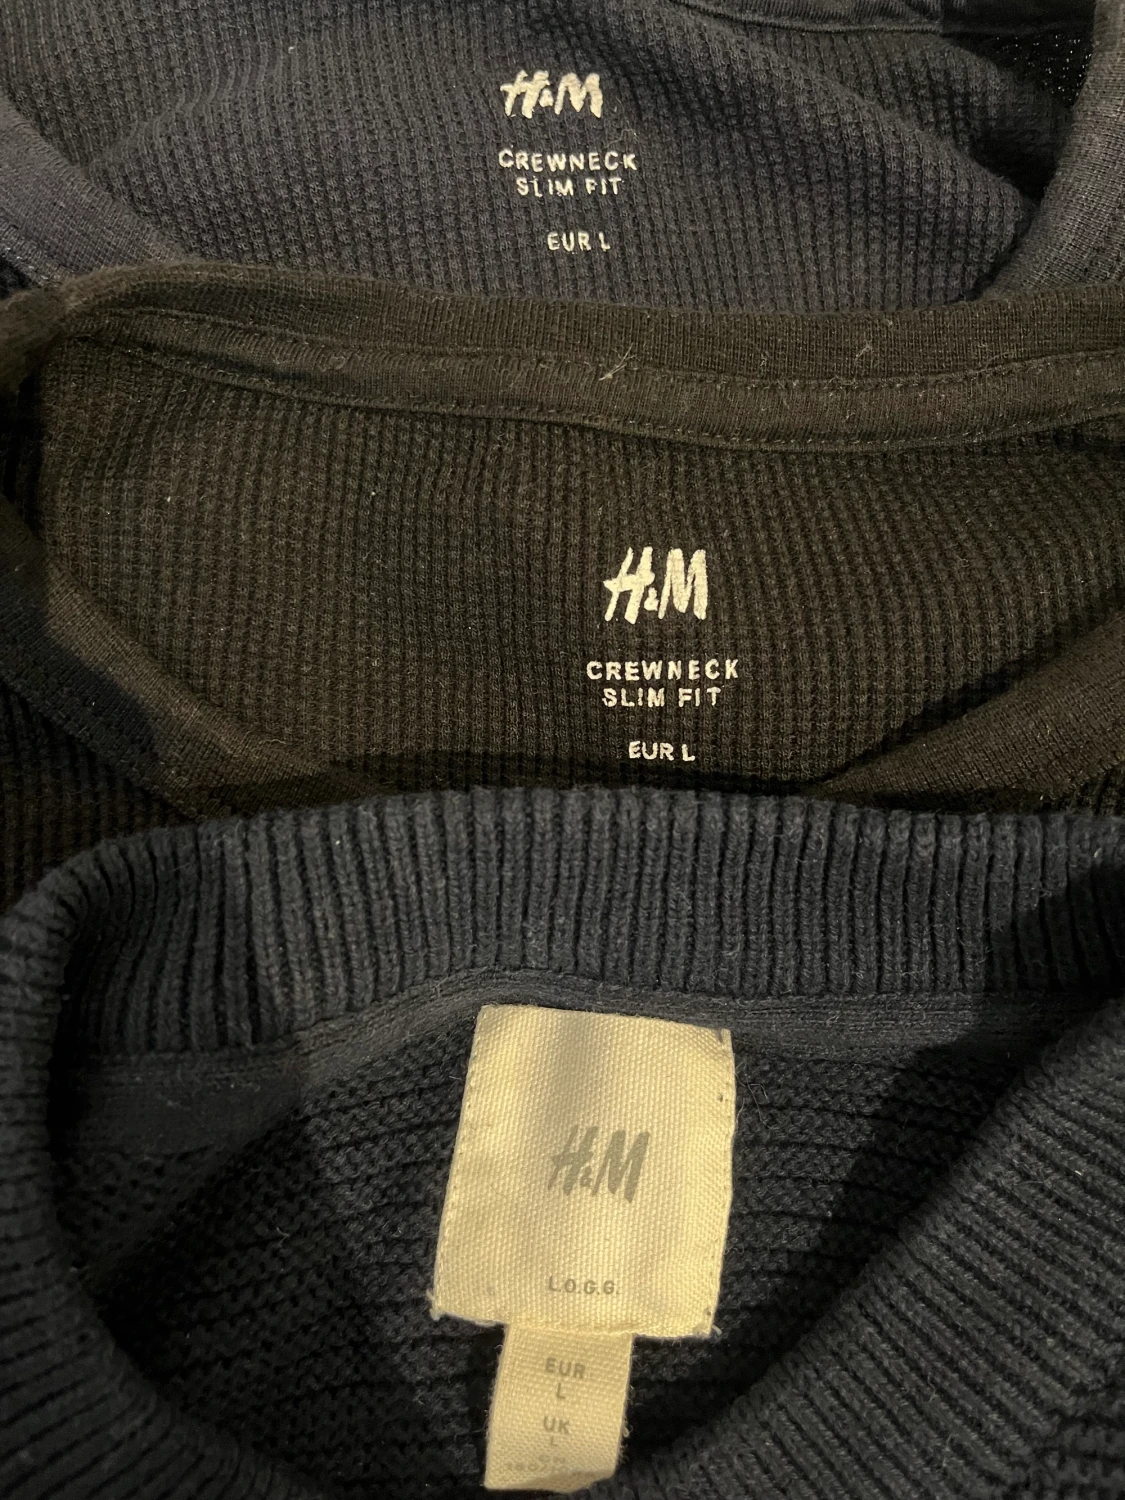 H&M
CREWNECK
SLIM FIT
EUR L
H&M
CREWNECK
SLIM FIT
EUR L
H&M
L.O.G.G.
EUR
L
UK
L